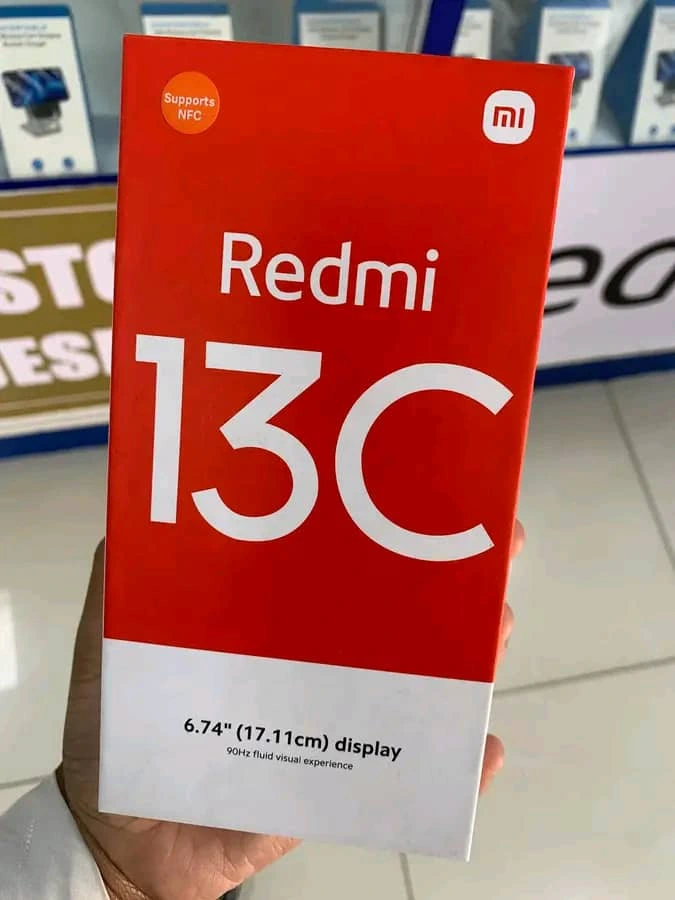 Supports
NFC
mi
Redmi
13C
6.74" (17.11cm) display
90Hz fluid visual experience